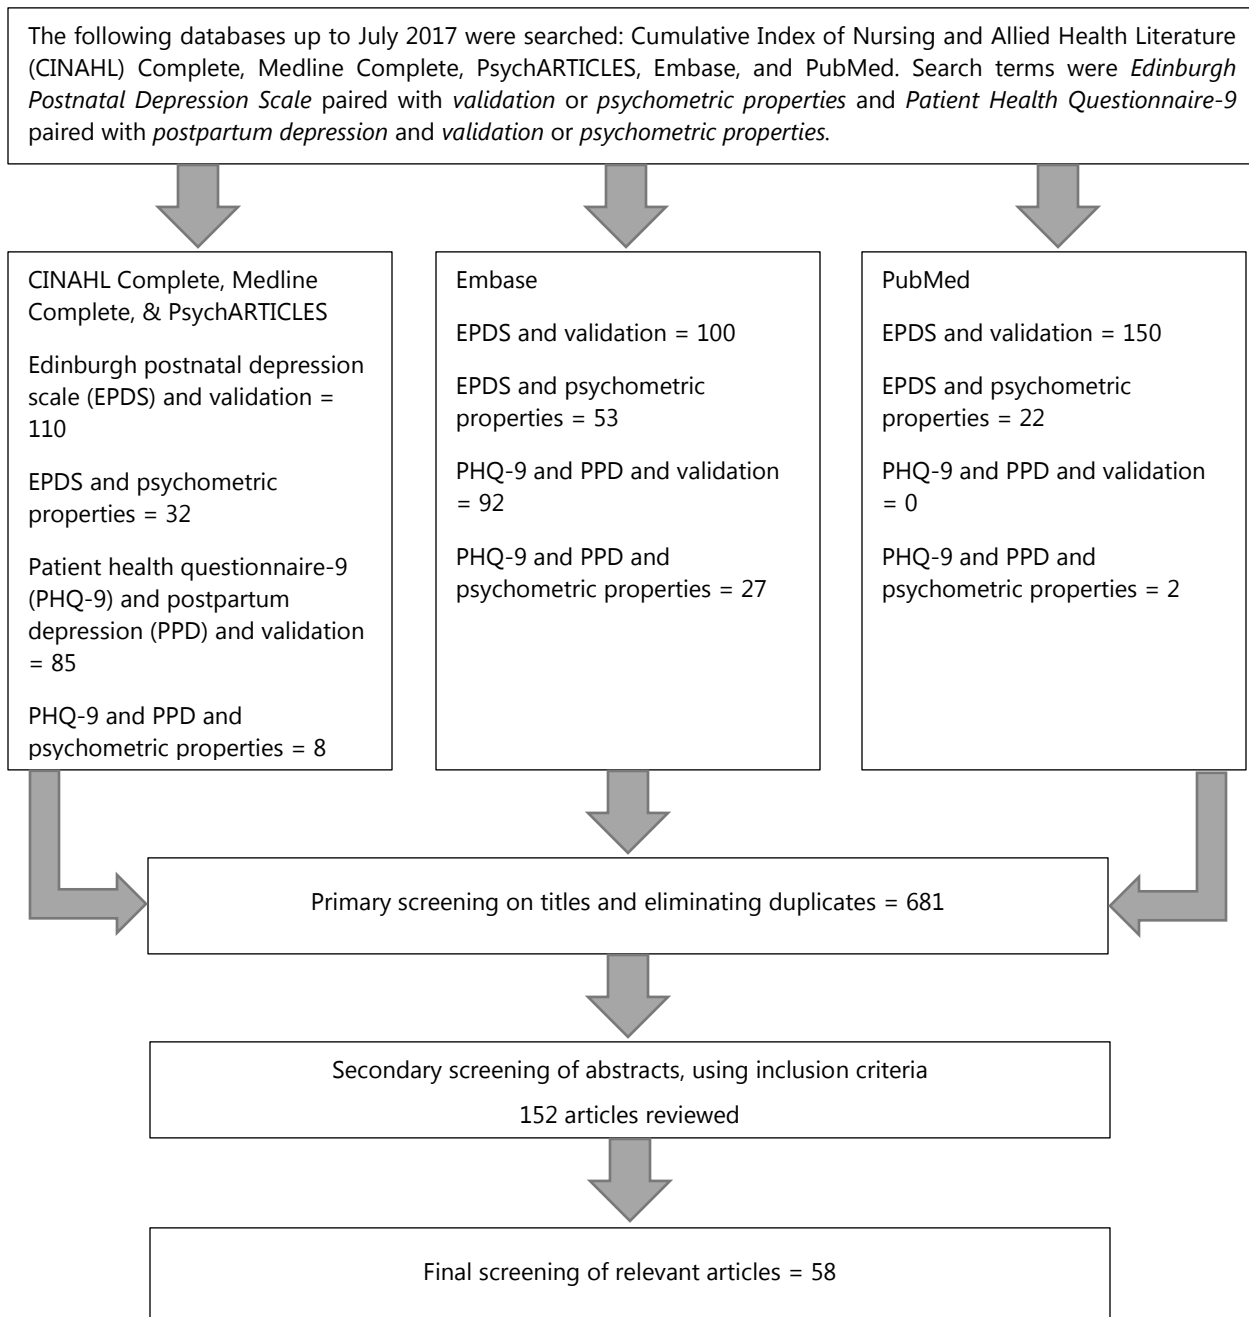 The following databases up to July 2017 were searched: Cumulative Index of Nursing and Allied Health Literature
(CINAHL) Complete, Medline Complete, PsychARTICLES, Embase, and PubMed. Search terms were Edinburgh
Postnatal Depression Scale paired with validation or psychometric properties and Patient Health Questionnaire-9
paired with postpartum depression and validation or psychometric properties.
CINAHL Complete, Medline
Complete, & PsychARTICLES
Edinburgh postnatal depression
scale (EPDS) and validation =
110
EPDS and psychometric
properties = 32
Patient health questionnaire-9
(PHQ-9) and postpartum
depression (PPD) and validation
= 85
PHQ-9 and PPD and
psychometric properties = 8
Embase
EPDS and validation = 100
EPDS and psychometric
properties = 53
PHQ-9 and PPD and validation
= 92
PHQ-9 and PPD and
psychometric properties = 27
PubMed
EPDS and validation = 150
EPDS and psychometric
properties = 22
PHQ-9 and PPD and validation
= 0
PHQ-9 and PPD and
psychometric properties = 2
Primary screening on titles and eliminating duplicates = 681
Secondary screening of abstracts, using inclusion criteria
152 articles reviewed
Final screening of relevant articles = 58